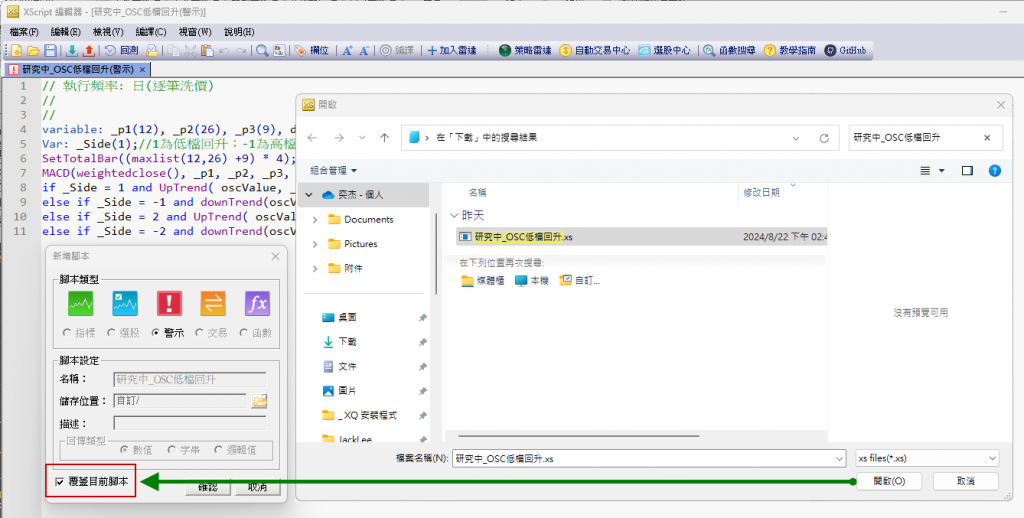 XScript 編輯器 - [研究中_OSC低檔回升(警示)]
檔案(F) 編輯(E) 檢視(V) 編譯(C) 視窗(W) 說明(H)
回測 欄位 編譯 加入雷達 策略雷達 自動交易中心 選股中心 函數搜尋 教學指南 GitHub
研究中_OSC低檔回升(警示) ×
1 // 執行頻率: 日(逐筆洗價)
2 //
3 //
4 variable: _p1(12), _p2(26), _p3(9), d
5 Var: _Side(1);//1為低檔回升：-1為高檔
6 SetTotalBar((maxlist(12,26) +9) * 4);
7 MACD(weightedclose(), _p1, _p2, _p3,
8 if _Side = 1 and UpTrend( oscValue, _
9 else if _Side = -1 and downTrend(oscV
10 else if _Side = 2 and UpTrend( oscVal
11 else if _Side = -2 and downTrend(oscV
新增腳本
腳本類型
指標 選股 警示 交易 函數
腳本設定
名稱： 研究中_OSC低檔回升
儲存位置： 自訂/
描述：
回傳類型
數值 字串 邏輯值
覆蓋目前腳本
確認 取消
開啟
在「下載」中的搜尋結果
研究中_OSC低檔回升
組合管理
奕杰 - 個人
Documents
Pictures
附件
桌面
下載
文件
圖片
_XQ 安裝程式
JackLee
名稱 修改日期
昨天
研究中_OSC低檔回升.xs 2024/8/22 下午 02:4
在下列位置再次搜尋:
媒體櫃 本機 自訂...
沒有預覽可用
檔案名稱(N): 研究中_OSC低檔回升.xs xs files(*.xs)
開啟(O) 取消